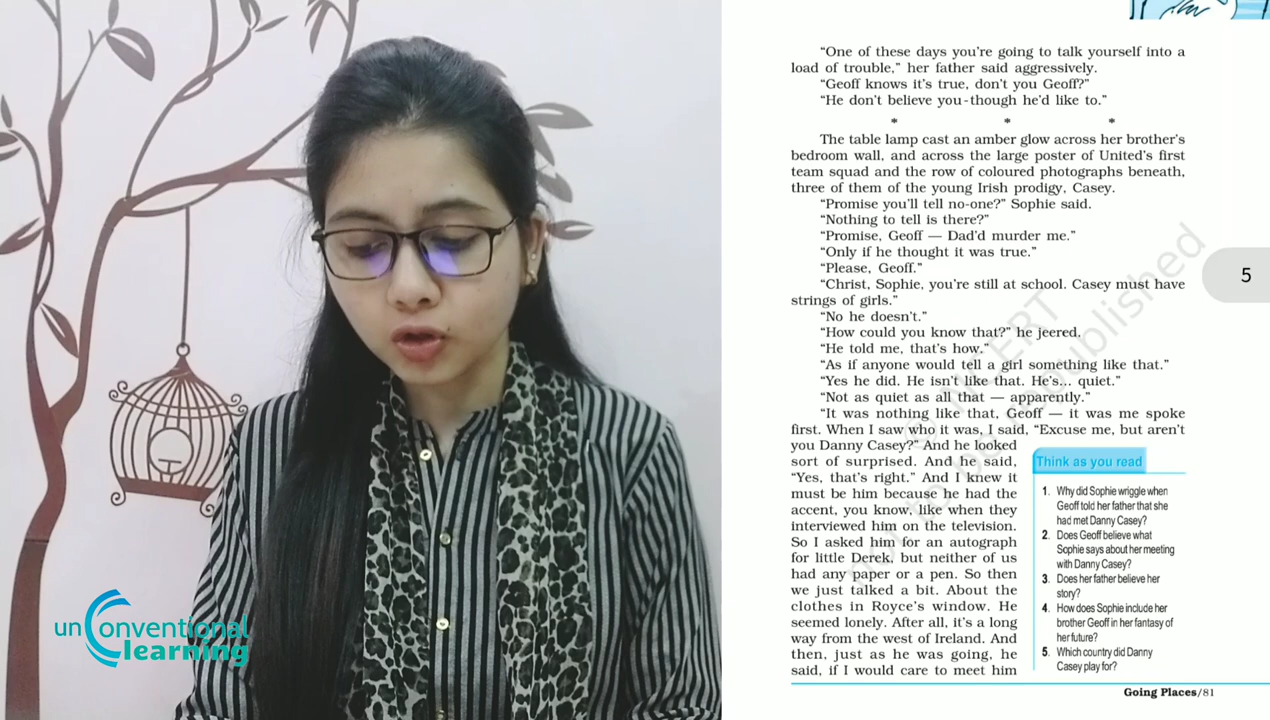 “One of these days you’re going to talk yourself into a
load of trouble,” her father said aggressively.
“Geoff knows it’s true, don’t you Geoff?”
“He don’t believe you-though he’d like to.”
* * *
The table lamp cast an amber glow across her brother’s
bedroom wall, and across the large poster of United’s first
team squad and the row of coloured photographs beneath,
three of them of the young Irish prodigy, Casey.
“Promise you’ll tell no-one?” Sophie said.
“Nothing to tell is there?”
“Promise, Geoff — Dad’d murder me.”
“Only if he thought it was true.”
“Please, Geoff.”
“Christ, Sophie, you’re still at school. Casey must have
strings of girls.”
“No he doesn’t.”
“How could you know that?” he jeered.
“He told me, that’s how.”
“As if anyone would tell a girl something like that.”
“Yes he did. He isn’t like that. He’s... quiet.”
“Not as quiet as all that — apparently.”
“It was nothing like that, Geoff — it was me spoke
first. When I saw who it was, I said, “Excuse me, but aren’t
you Danny Casey?” And he looked
sort of surprised. And he said,
“Yes, that’s right.” And I knew it
must be him because he had the
accent, you know, like when they
interviewed him on the television.
So I asked him for an autograph
for little Derek, but neither of us
had any paper or a pen. So then
we just talked a bit. About the
clothes in Royce’s window. He
seemed lonely. After all, it’s a long
way from the west of Ireland. And
then, just as he was going, he
said, if I would care to meet him
Think as you read
1. Why did Sophie wriggle when
Geoff told her father that she
had met Danny Casey?
2. Does Geoff believe what
Sophie says about her meeting
with Danny Casey?
3. Does her father believe her
story?
4. How does Sophie include her
brother Geoff in her fantasy of
her future?
5. Which country did Danny
Casey play for?
Going Places/81
5
© NCERT
not to be republished
unConventional
learning